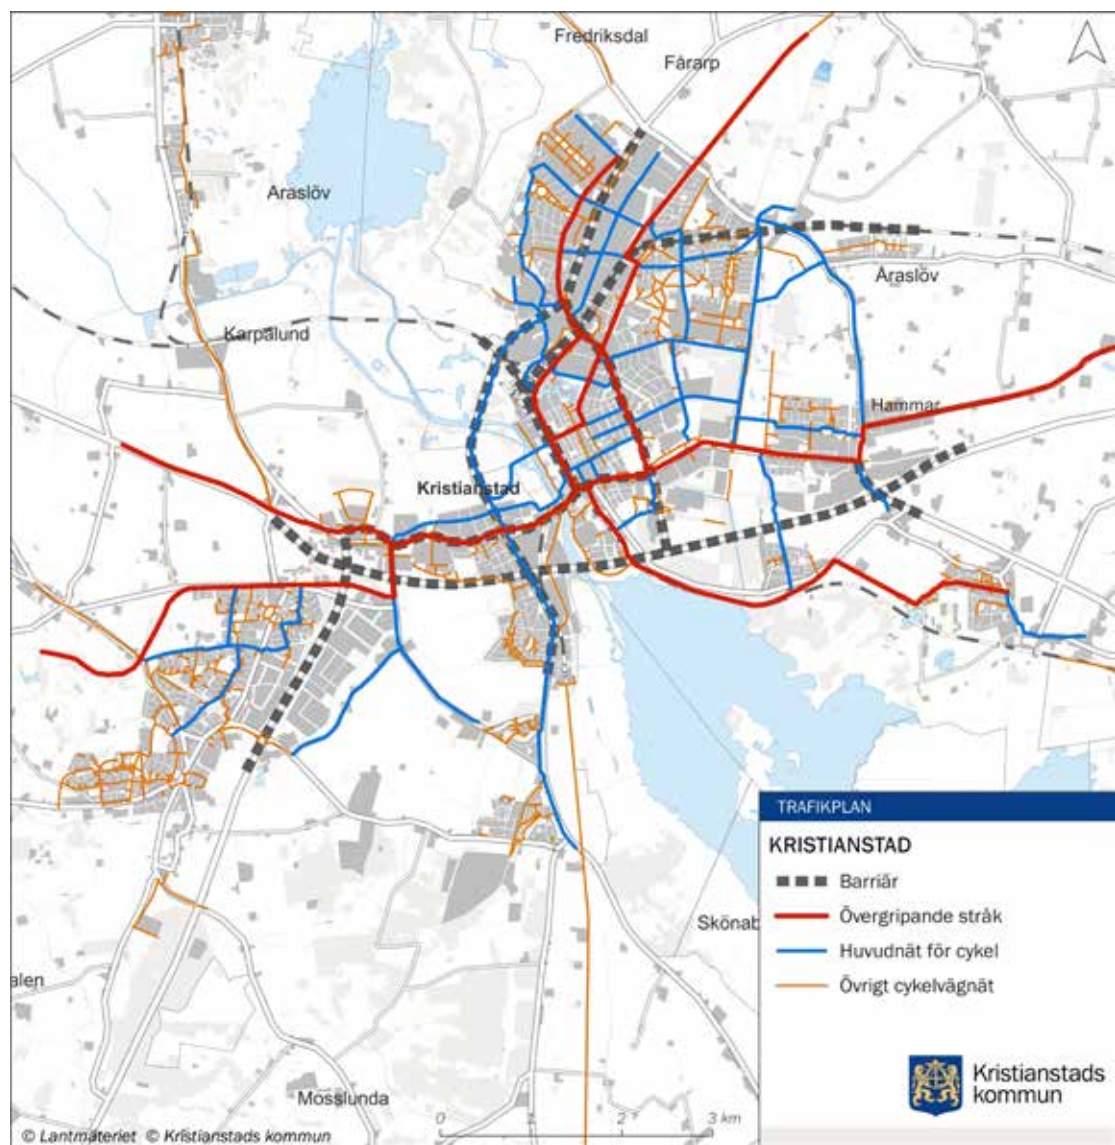 Fredriksdal
Fårarp
Araslöv
Åraslöv
Karpalund
Hammar
Kristianstad
TRAFIKPLAN
KRISTIANSTAD
Barriär
Övergripande stråk
Huvudnät för cykel
Övrigt cykelvägnät
Skönab
alen
Kristianstads
kommun
Mosslunda
0 1 2 3 km
© Lantmäteriet © Kristianstads kommun